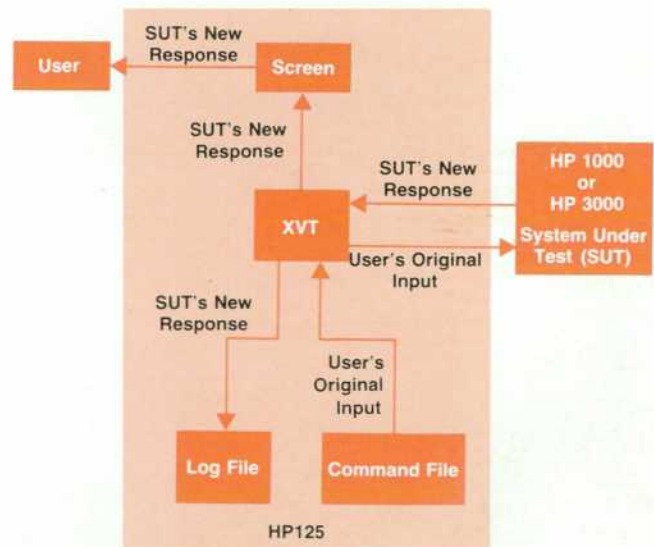 SUT's New
Response
User
Screen
SUT's New
Response
SUT's New
Response
HP 1000
or
HP 3000
System Under
Test (SUT)
XVT
User's Original
Input
SUT's New
Response
User's
Original
Input
Log File
Command File
HP125